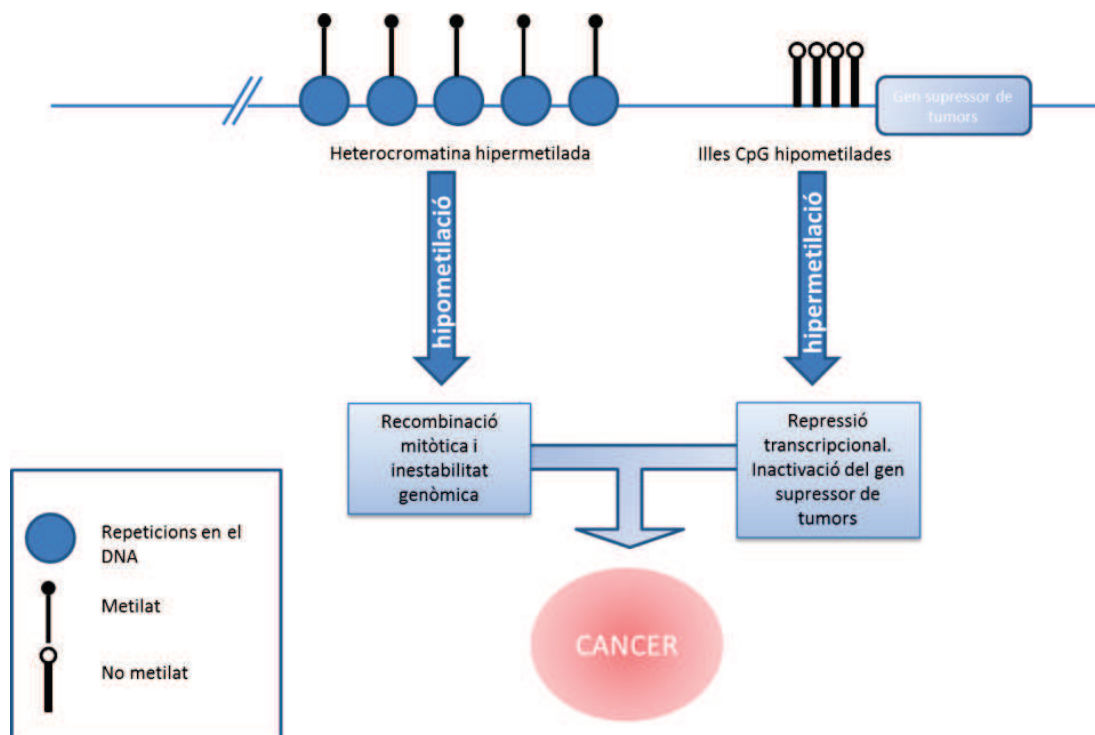 Gen supressor de
tumors
Heterocromatina hipermetilada
Illes CpG hipometilades
hipometilació
hipermetilació
Recombinació
mitòtica i
inestabilitat
genòmica
Repressió
transcripcional.
Inactivació del gen
supressor de
tumors
CANCER
Repeticions en el
DNA
Metilat
No metilat